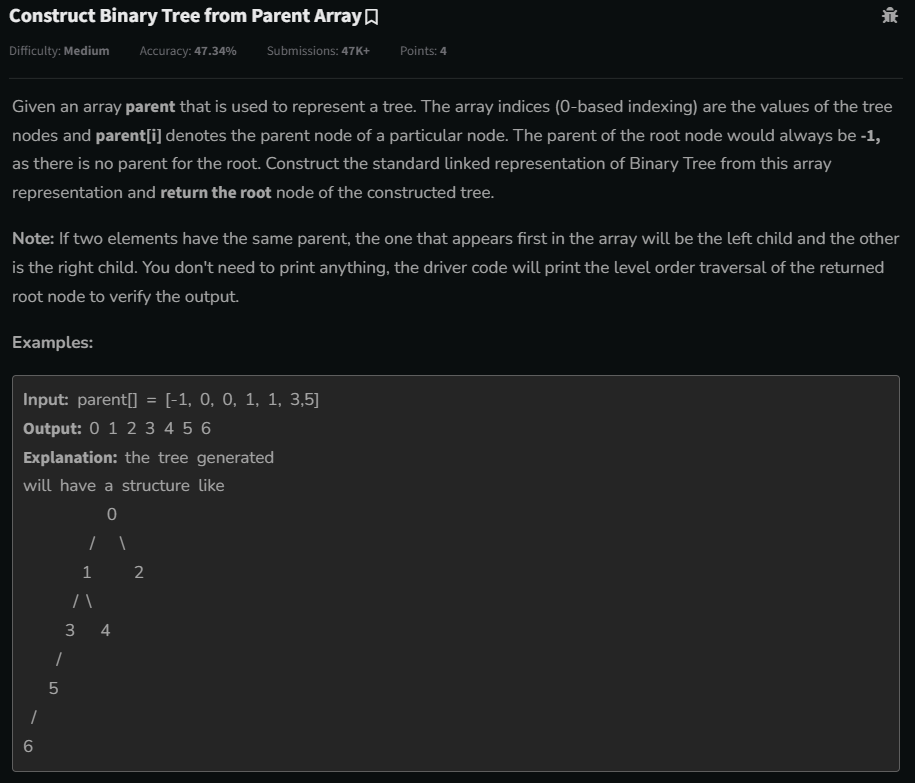 Construct Binary Tree from Parent Array
Difficulty: Medium Accuracy: 47.34% Submissions: 47K+ Points: 4
Given an array parent that is used to represent a tree. The array indices (0-based indexing) are the values of the tree
nodes and parent[i] denotes the parent node of a particular node. The parent of the root node would always be -1,
as there is no parent for the root. Construct the standard linked representation of Binary Tree from this array
representation and return the root node of the constructed tree.
Note: If two elements have the same parent, the one that appears first in the array will be the left child and the other
is the right child. You don't need to print anything, the driver code will print the level order traversal of the returned
root node to verify the output.
Examples:
Input: parent[] = [-1, 0, 0, 1, 1, 3,5]
Output: 0 1 2 3 4 5 6
Explanation: the tree generated
will have a structure like
0
/ \
1 2
/ \
3 4
/
5
/
6